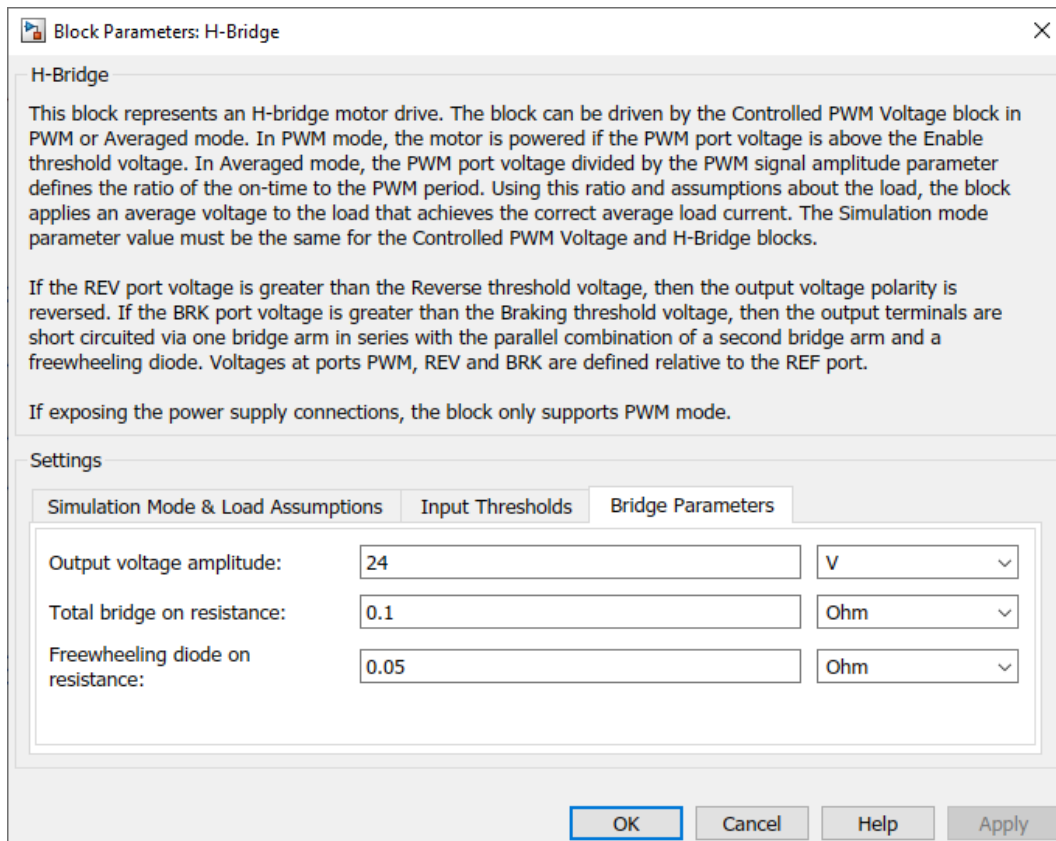 Block Parameters: H-Bridge
H-Bridge
This block represents an H-bridge motor drive. The block can be driven by the Controlled PWM Voltage block in
PWM or Averaged mode. In PWM mode, the motor is powered if the PWM port voltage is above the Enable
threshold voltage. In Averaged mode, the PWM port voltage divided by the PWM signal amplitude parameter
defines the ratio of the on-time to the PWM period. Using this ratio and assumptions about the load, the block
applies an average voltage to the load that achieves the correct average load current. The Simulation mode
parameter value must be the same for the Controlled PWM Voltage and H-Bridge blocks.
If the REV port voltage is greater than the Reverse threshold voltage, then the output voltage polarity is
reversed. If the BRK port voltage is greater than the Braking threshold voltage, then the output terminals are
short circuited via one bridge arm in series with the parallel combination of a second bridge arm and a
freewheeling diode. Voltages at ports PWM, REV and BRK are defined relative to the REF port.
If exposing the power supply connections, the block only supports PWM mode.
Settings
Simulation Mode & Load Assumptions Input Thresholds Bridge Parameters
Output voltage amplitude: 24 V
Total bridge on resistance: 0.1 Ohm
Freewheeling diode on
resistance: 0.05 Ohm
OK Cancel Help Apply